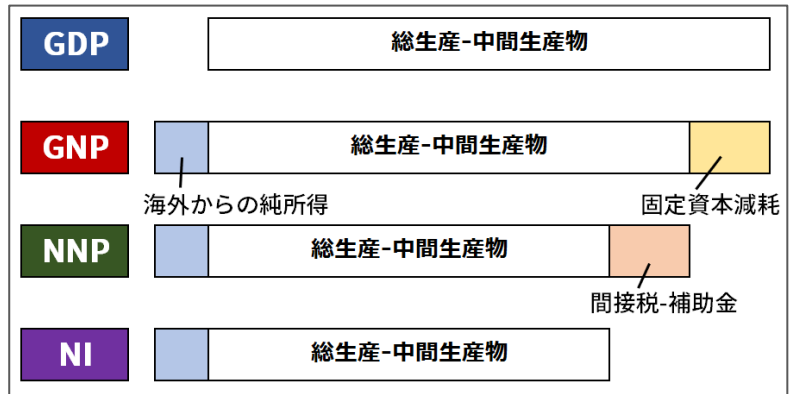 GDP
総生産-中間生産物
GNP
総生産-中間生産物
海外からの純所得
固定資本減耗
NNP
総生産-中間生産物
間接税-補助金
NI
総生産-中間生産物